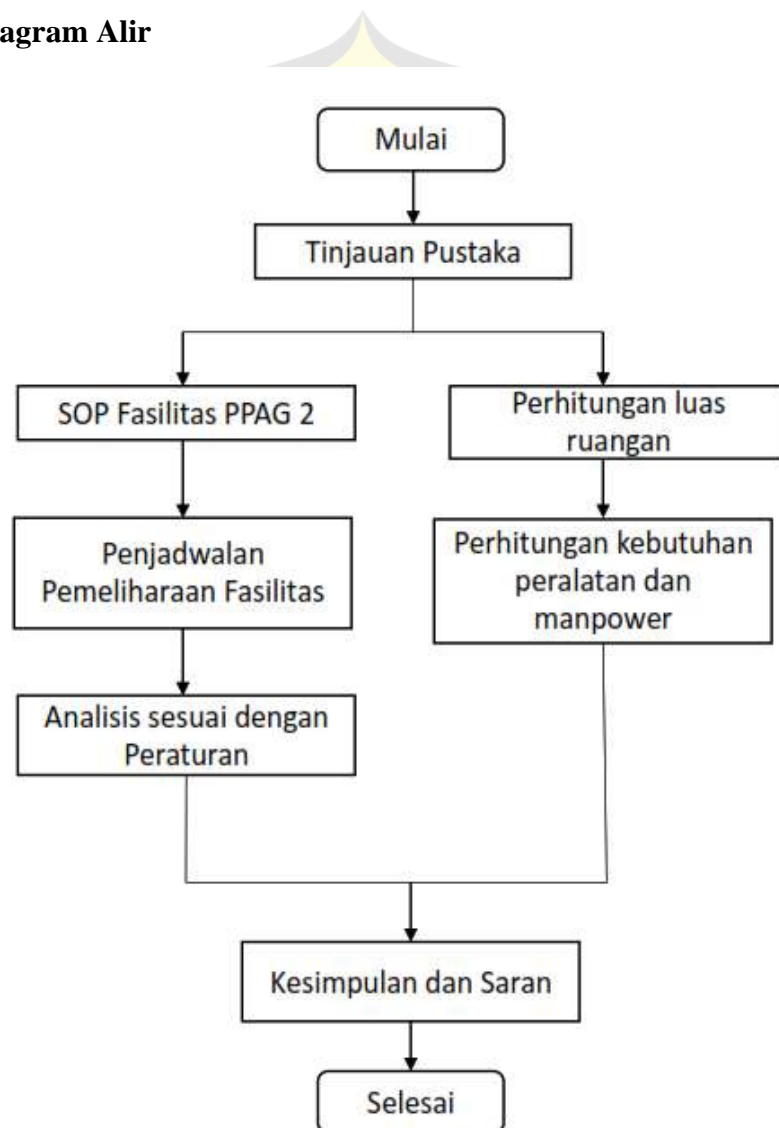 agram Alir
Mulai
Tinjauan Pustaka
SOP Fasilitas PPAG 2
Penjadwalan
Pemeliharaan Fasilitas
Analisis sesuai dengan
Peraturan
Perhitungan luas
ruangan
Perhitungan kebutuhan
peralatan dan
manpower
Kesimpulan dan Saran
Selesai